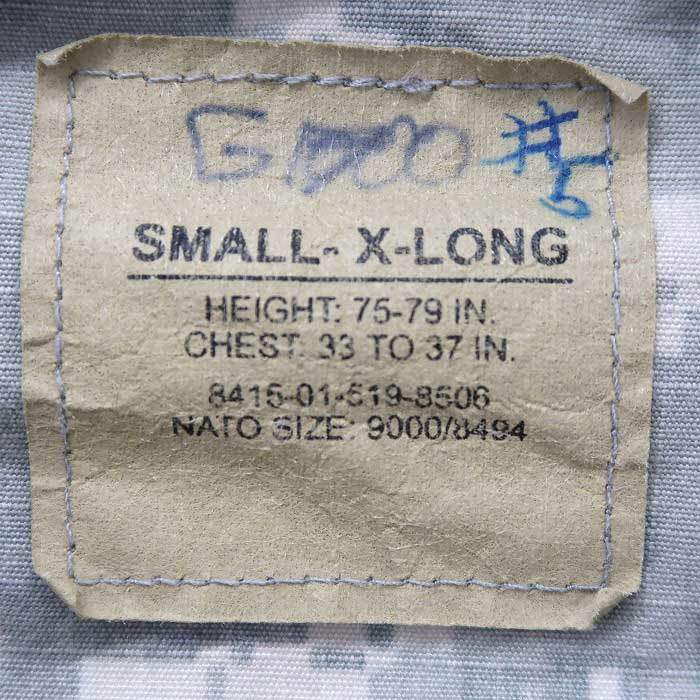 #5
SMALL- X-LONG
HEIGHT: 75-79 IN.
CHEST: 33 TO 37 IN.
8415-01-519-8506
NATO SIZE: 9000/8494